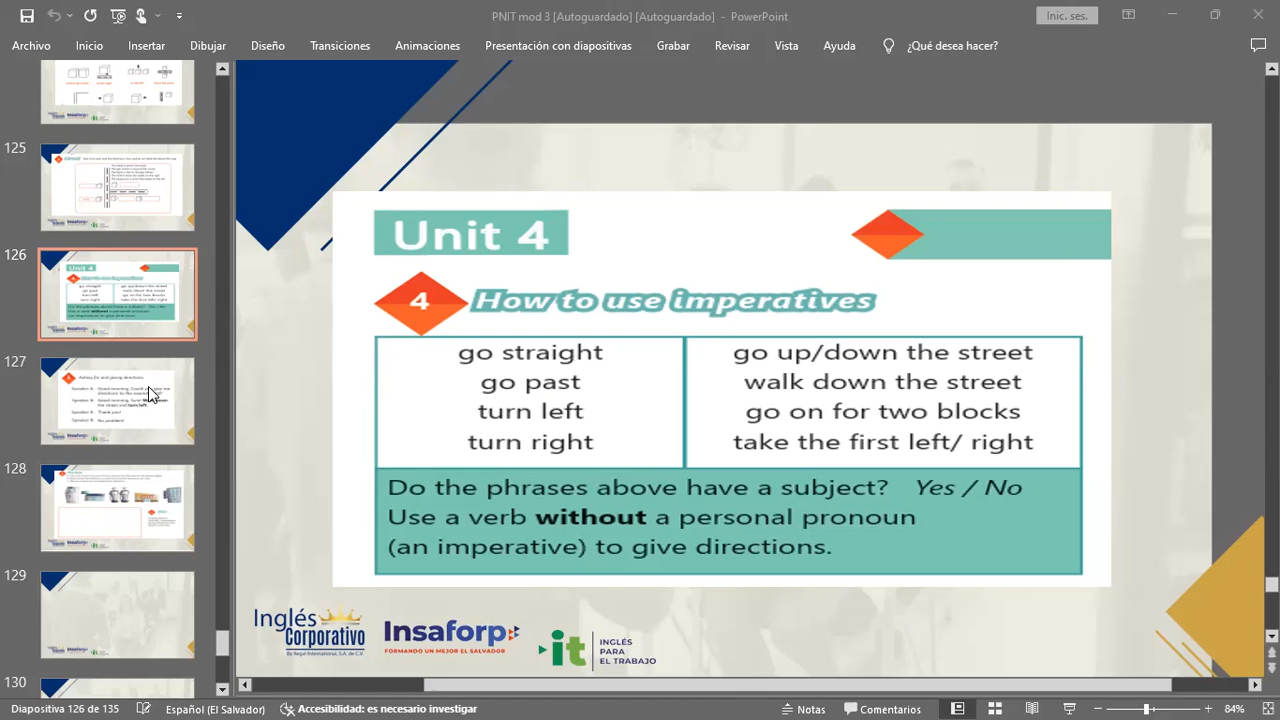 PNIT mod 3 [Autoguardado] [Autoguardado] - PowerPoint
Inic. ses.
Archivo Inicio Insertar Dibujar Diseño Transiciones Animaciones Presentación con diapositivas Grabar Revisar Vista Ayuda ¿Qué desea hacer?
125
126
127
128
129
130
Unit 4
4 How to use imperatives
go straight
go past
turn left
turn right
go up/down the street
walk down the street
go on for two blocks
take the first left/ right
Do the phrases above have a subject? Yes / No
Use a verb without a personal pronoun
(an imperative) to give directions.
Inglés
Corporativo
By Regal International, S.A. de C.V.
Insaforp
FORMANDO UN MEJOR EL SALVADOR
it
INGLÉS
PARA
EL TRABAJO
Diapositiva 126 de 135 Español (El Salvador) Accesibilidad: es necesario investigar Notas Comentarios 84%